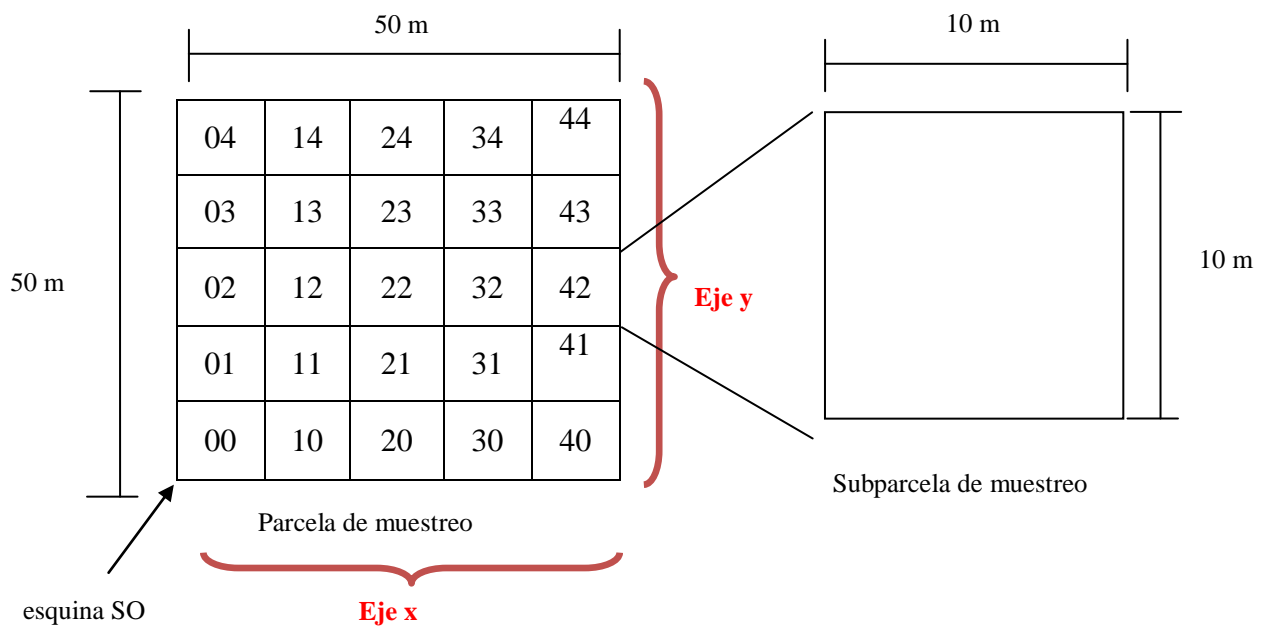 50 m
10 m
04 14 24 34 44
03 13 23 33 43
02 12 22 32 42
01 11 21 31 41
00 10 20 30 40
50 m
Eje y
10 m
Parcela de muestreo
Subparcela de muestreo
esquina SO
Eje x